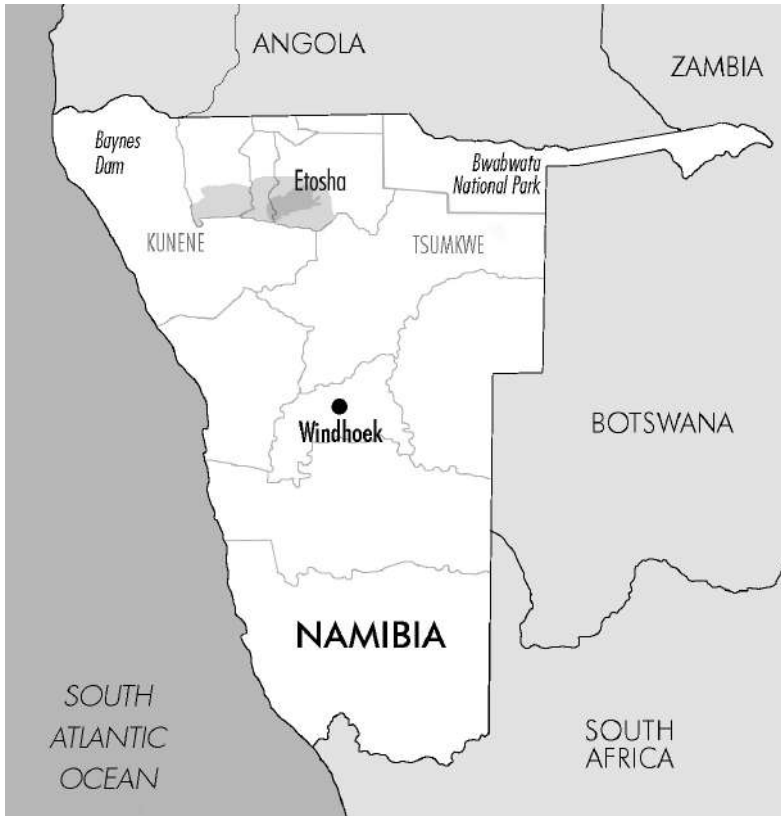 ANGOLA
ZAMBIA
Baynes
Dam
Bwabwata
National Park
Etosha
KUNENE
TSUMKWE
Windhoek
BOTSWANA
NAMIBIA
SOUTH
ATLANTIC
OCEAN
SOUTH
AFRICA